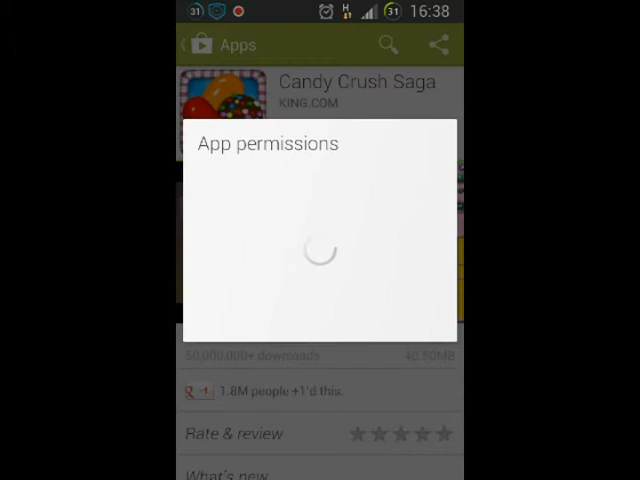 31 H 31 16:38
Apps
Candy Crush Saga
KING.COM
App permissions
50,000,000+ downloads 40.50MB
+1 1.8M people +1'd this.
Rate & review
What's new